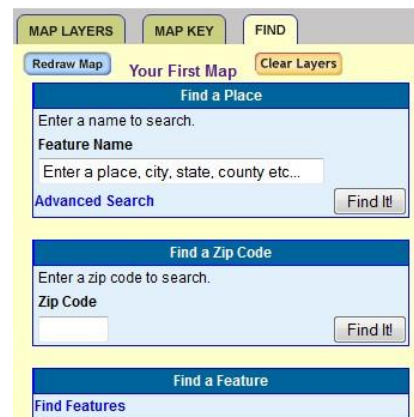 MAP LAYERS MAP KEY FIND
Redraw Map Your First Map Clear Layers
Find a Place
Enter a name to search.
Feature Name
Enter a place, city, state, county etc...
Advanced Search Find It!
Find a Zip Code
Enter a zip code to search.
Zip Code
Find It!
Find a Feature
Find Features